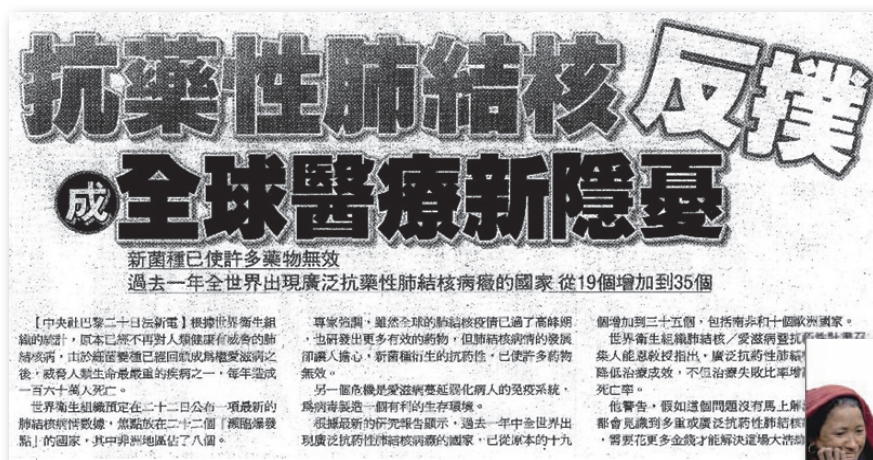 抗藥性肺結核反撲
成全球醫療新隱憂
新菌種已使許多藥物無效
過去一年全世界出現廣泛抗藥性肺結核病癥的國家 從19個增加到35個
【中央社巴黎二十日法新電】根據世界衛生組
織的統計,原本已經不再對人類健康有威脅的肺
結核病,由於細菌變種已經回頭成為繼愛滋病之
後,威脅人類生命最嚴重的疾病之一,每年造成
一百六十萬人死亡。
世界衛生組織預定在二十二日公布一項最新的
肺結核病情數據,焦點放在二十二個「瀕臨爆發
點」的國家,其中非洲地區佔了八個。
專家強調,雖然全球的肺結核疫情已過了高峰期
,也研發出更多有效的藥物,但肺結核病情的發展
卻讓人擔心,新菌種衍生的抗藥性,已使許多藥物
無效。
另一個危機是愛滋病蔓延弱化病人的免疫系統,
為病毒製造一個有利的生存環境。
根據最新的研究報告顯示,過去一年中全世界出
現廣泛抗藥性肺結核病癥的國家,已從原本的十九
個增加到三十五個,包括南非和十個歐洲國家。
世界衛生組織肺結核/愛滋病暨抗藥性計畫召
集人能恩教授指出,廣泛抗藥性肺結
降低治療成效,不但治療失敗比率增
死亡率。
他警告,假如這個問題沒有馬上解
都會見識到多重或廣泛抗藥性肺結核
,需要花更多金錢才能解決這場大浩